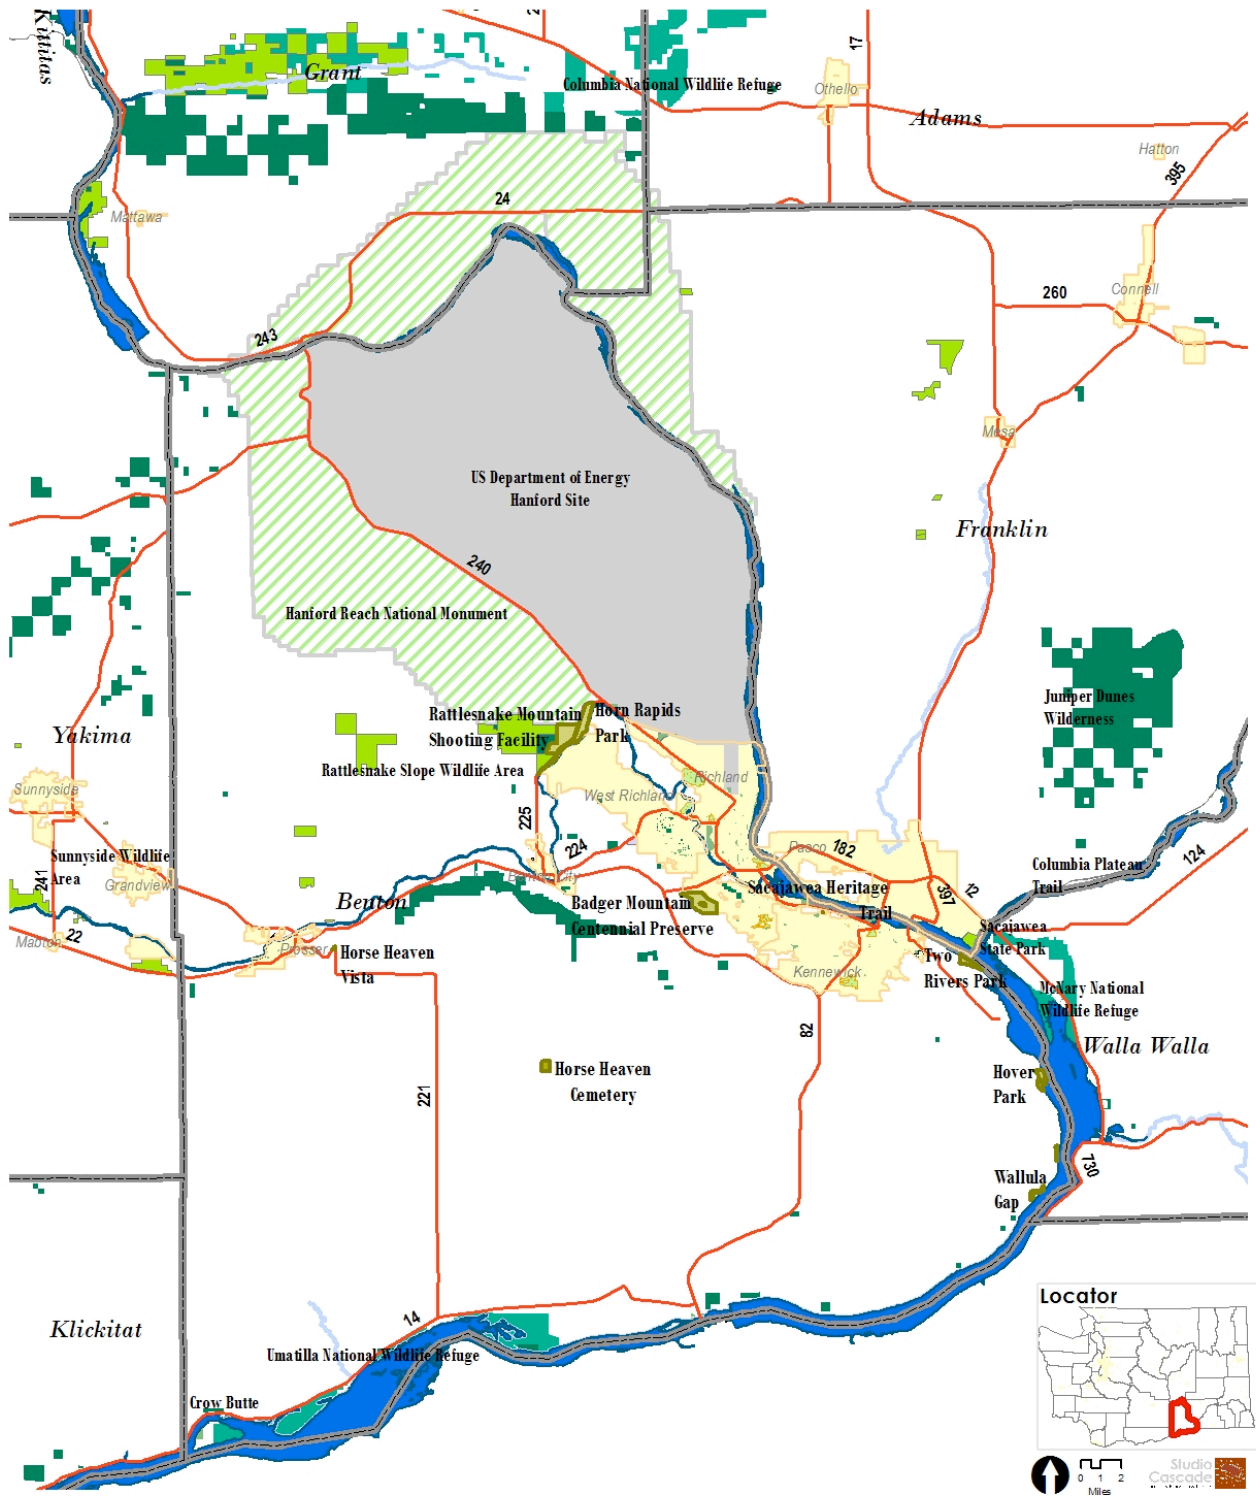 Kittitas
Grant
Columbia National Wildlife Refuge
17
Othello
Adams
Hatton
395
Mattawa
24
Connell
260
243
Mesa
US Department of Energy
Hanford Site
Franklin
240
Hanford Reach National Monument
Juniper Dunes
Wilderness
Rattlesnake Mountain
Shooting Facility
Horn Rapids
Park
Yakima
Rattlesnake Slope Wildlife Area
Richland
Sunnyside
West Richland
225
224
Pasco
182
Sunnyside Wildlife
Area
241
Grandview
Columbia Plateau
Trail
124
Benton City
Benton
Sacajawea Heritage
Trail
397
12
Badger Mountain
Centennial Preserve
Sacajawea
State Park
Mabton
22
Prosser
Horse Heaven
Vista
Two
Rivers Park
Kennewick
McNary National
Wildlife Refuge
82
Walla Walla
Horse Heaven
Cemetery
221
Hover
Park
730
Wallula
Gap
Klickitat
14
Umatilla National Wildlife Refuge
Crow Butte
Locator
0 1 2
Miles
Studio
Cascade